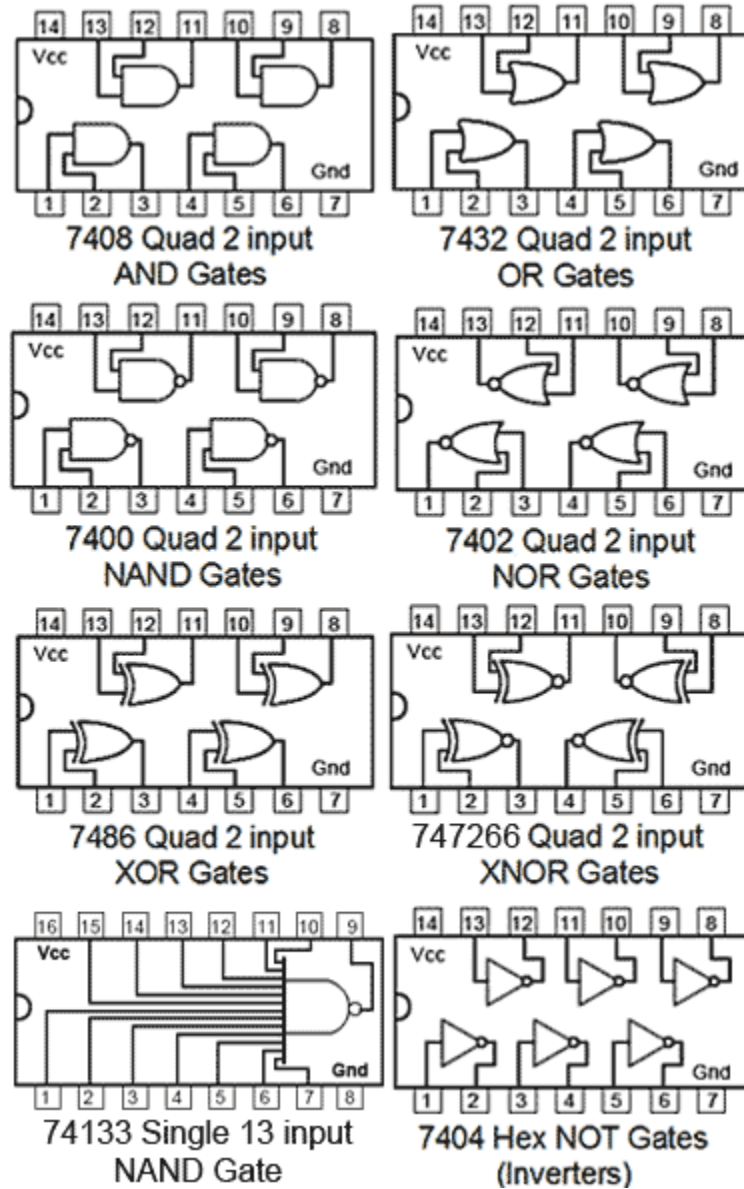 14 13 12 11 10 9 8
Vcc
Gnd
1 2 3 4 5 6 7
7408 Quad 2 input
AND Gates
14 13 12 11 10 9 8
Vcc
Gnd
1 2 3 4 5 6 7
7432 Quad 2 input
OR Gates
14 13 12 11 10 9 8
Vcc
Gnd
1 2 3 4 5 6 7
7400 Quad 2 input
NAND Gates
14 13 12 11 10 9 8
Vcc
Gnd
1 2 3 4 5 6 7
7402 Quad 2 input
NOR Gates
14 13 12 11 10 9 8
Vcc
Gnd
1 2 3 4 5 6 7
7486 Quad 2 input
XOR Gates
14 13 12 11 10 9 8
Vcc
Gnd
1 2 3 4 5 6 7
747266 Quad 2 input
XNOR Gates
16 15 14 13 12 11 10 9
Vcc
Gnd
1 2 3 4 5 6 7 8
74133 Single 13 input
NAND Gate
14 13 12 11 10 9 8
Vcc
Gnd
1 2 3 4 5 6 7
7404 Hex NOT Gates
(Inverters)